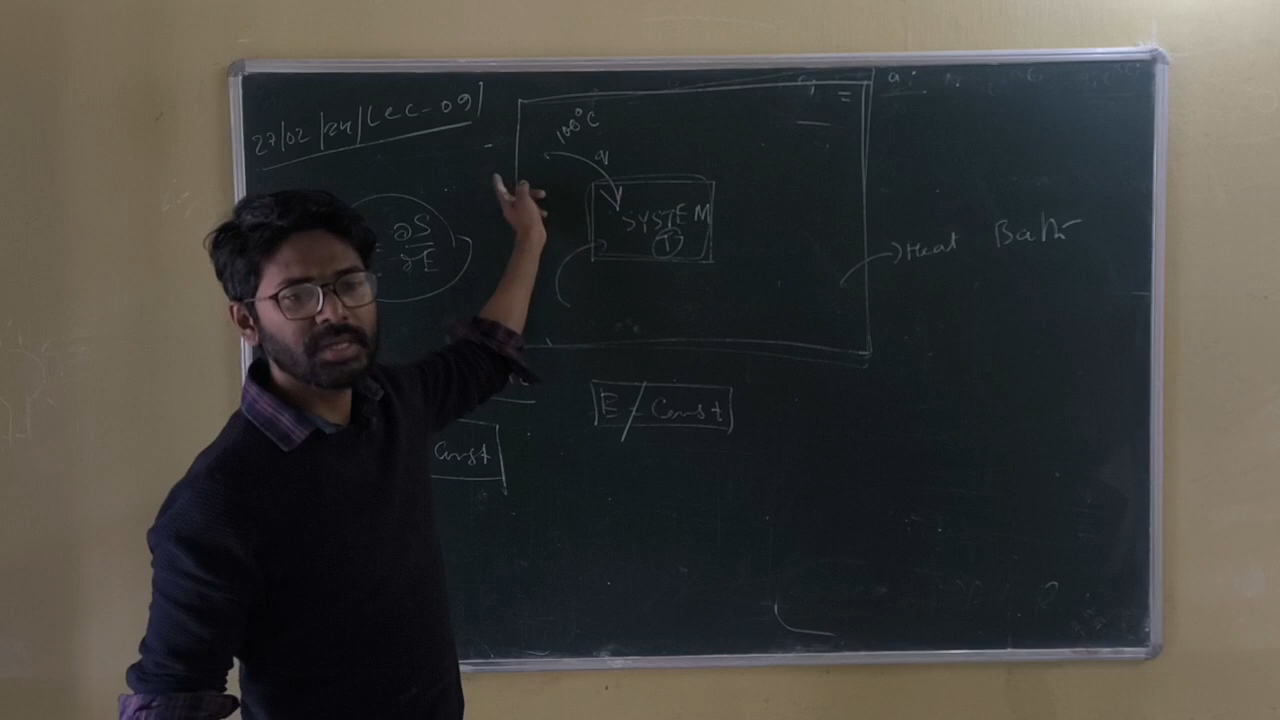 27/02/24/Lec-09
100°C
q
SYSTEM
T
= ∂S/∂E
Heat Bath
E = Const
Const